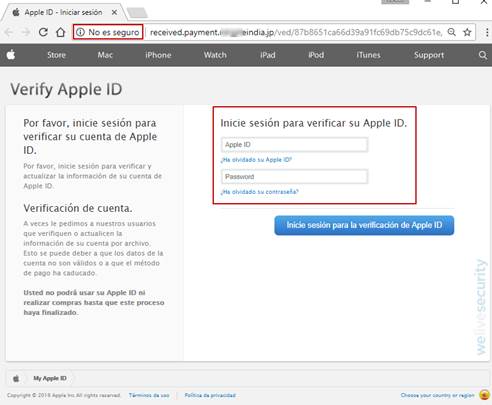 Apple ID - Iniciar sesión
No es seguro
received.payment.i
eindia.jp/ved/87b8651ca66d39a91fc69db75c9dc61e,
Store Mac iPhone Watch iPad iPod iTunes Support
Verify Apple ID
Por favor, inicie sesión para
verificar su cuenta de Apple
ID.
Por favor, inicie sesión para verificar y
actualizar la información de su cuenta de
Apple ID.
Verificación de cuenta.
A veces le pedimos a nuestros usuarios
que verifiquen o actualicen la
información de su cuenta por archivo.
Esto se puede deber a que los datos de la
cuenta no son válidos o a que el método
de pago ha caducado.
Usted no podrá usar su Apple ID ni
realizar compras hasta que este proceso
haya finalizado.
Inicie sesión para verificar su Apple ID.
Apple ID
¿Ha olvidado su Apple ID?
Password
¿Ha olvidado su contraseña?
Inicie sesión para la verificación de Apple ID
welivesecurity
My Apple ID
Copyright © 2016 Apple Inc. All rights reserved. Términos de uso | Política de privacidad
Choose your country or region